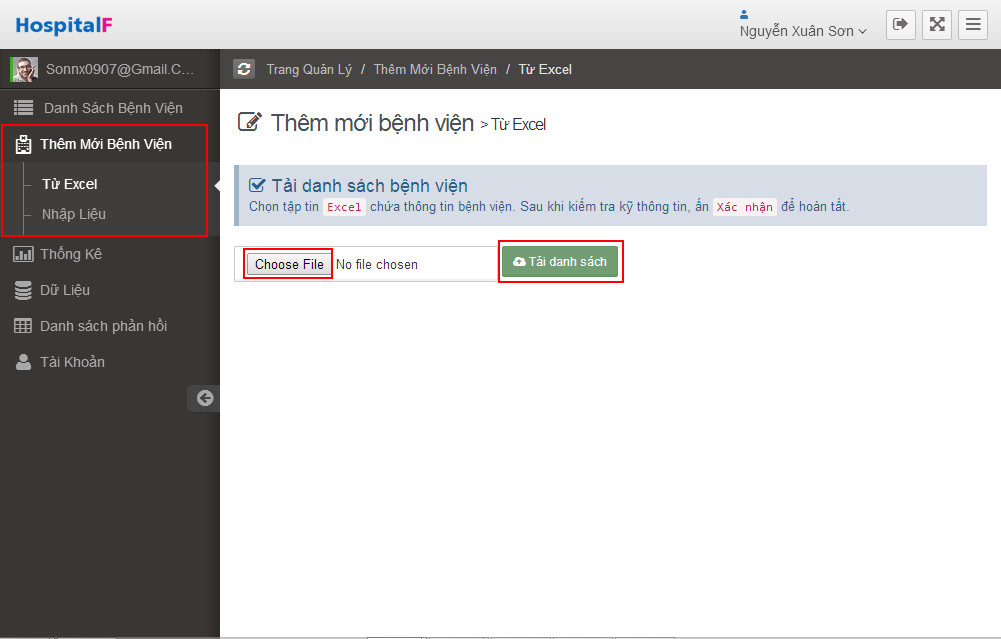 HospitalF
Nguyễn Xuân Sơn
Sonnx0907@Gmail.C...
Trang Quản Lý / Thêm Mới Bệnh Viện / Từ Excel
Danh Sách Bệnh Viện
Thêm Mới Bệnh Viện
Từ Excel
Nhập Liệu
Thống Kê
Dữ Liệu
Danh sách phản hồi
Tài Khoản
Thêm mới bệnh viện > Từ Excel
Tải danh sách bệnh viện
Chọn tập tin Excel chứa thông tin bệnh viện. Sau khi kiểm tra kỹ thông tin, ấn Xác nhận để hoàn tất.
Choose File No file chosen
Tải danh sách